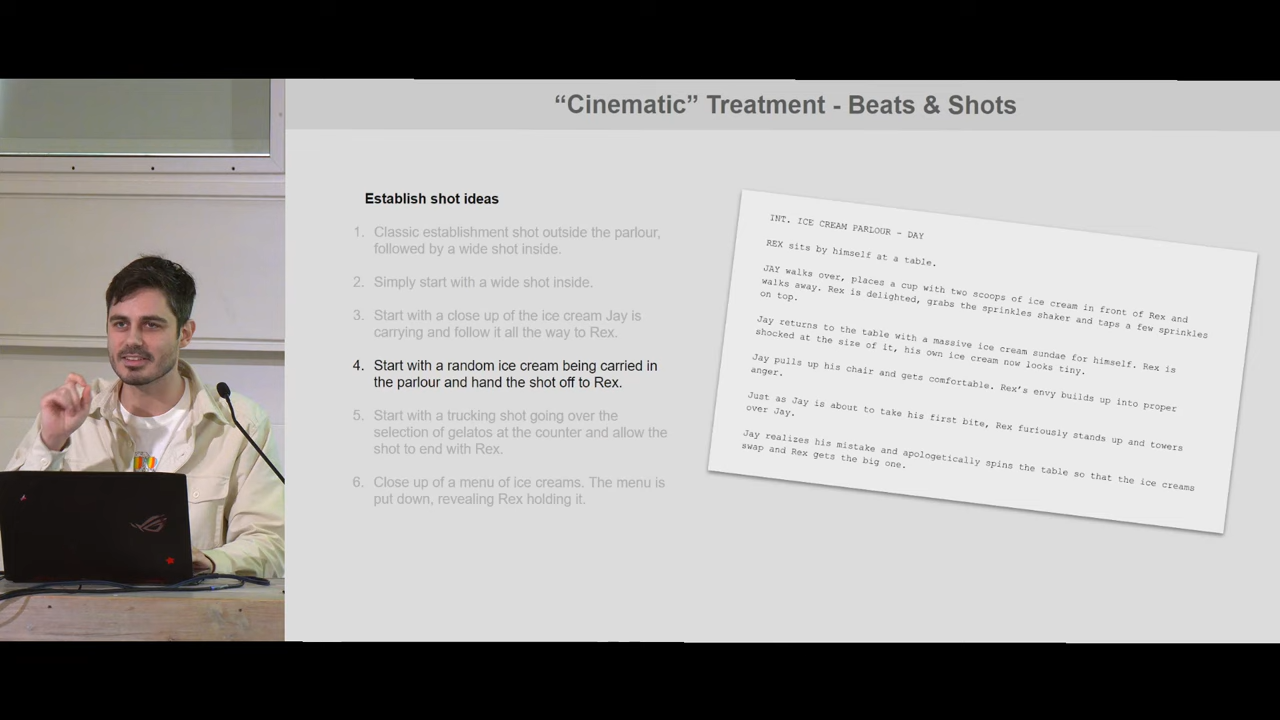 “Cinematic” Treatment - Beats & Shots
Establish shot ideas
1. Classic establishment shot outside the parlour,
followed by a wide shot inside.
2. Simply start with a wide shot inside.
3. Start with a close up of the ice cream Jay is
carrying and follow it all the way to Rex.
4. Start with a random ice cream being carried in
the parlour and hand the shot off to Rex.
5. Start with a trucking shot going over the
selection of gelatos at the counter and allow the
shot to end with Rex.
6. Close up of a menu of ice creams. The menu is
put down, revealing Rex holding it.
INT. ICE CREAM PARLOUR - DAY
REX sits by himself at a table.
JAY walks over, places a cup with two scoops of ice cream in front of Rex and
walks away. Rex is delighted, grabs the sprinkles shaker and taps a few sprinkles
on top.
Jay returns to the table with a massive ice cream sundae for himself. Rex is
shocked at the size of it, his own ice cream now looks tiny.
Jay pulls up his chair and gets comfortable. Rex's envy builds up into proper
anger.
Just as Jay is about to take his first bite, Rex furiously stands up and towers
over Jay.
Jay realizes his mistake and apologetically spins the table so that the ice creams
swap and Rex gets the big one.